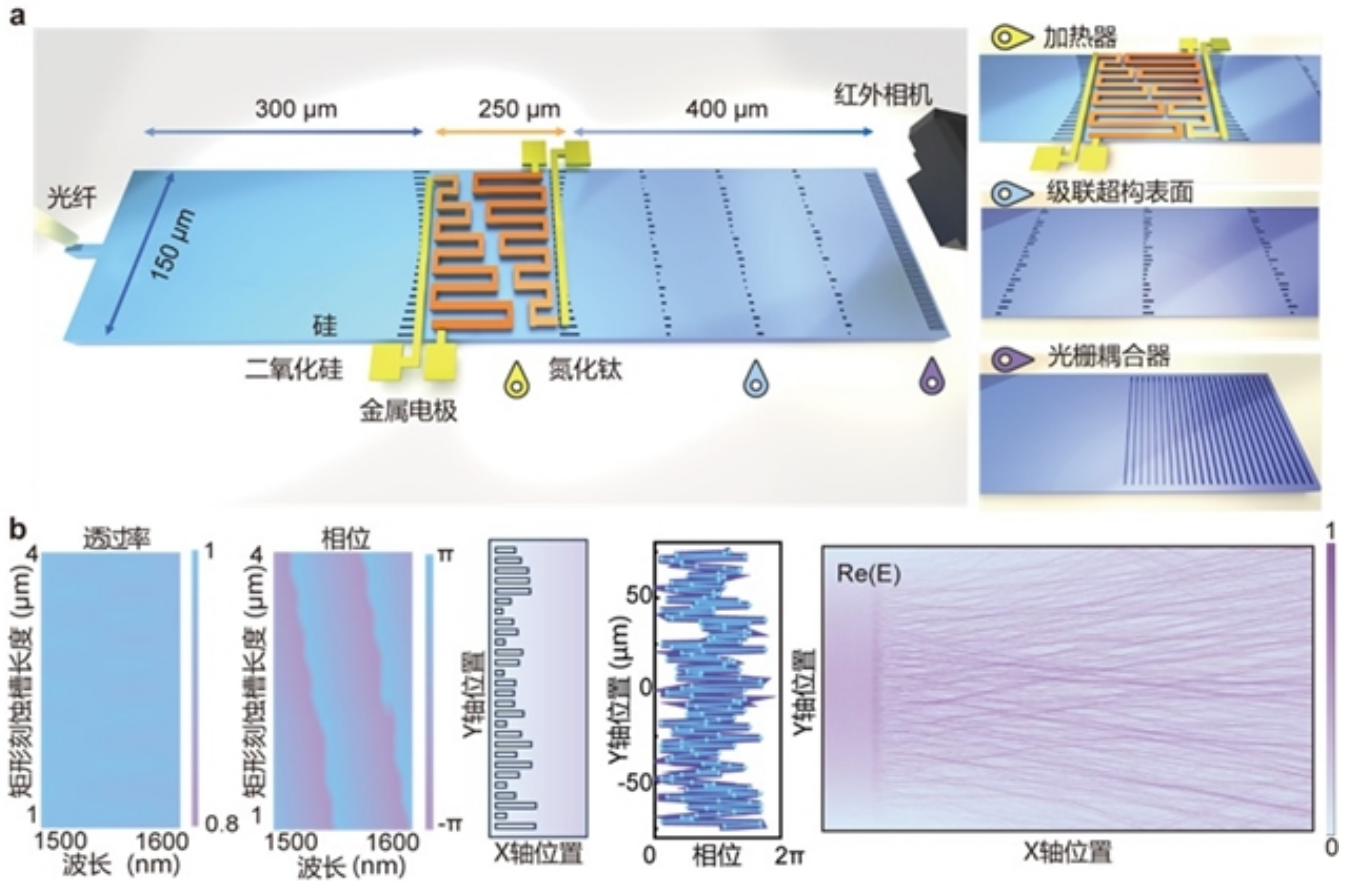 a
300 μm
250 μm
400 μm
红外相机
光纤
150 μm
硅
二氧化硅
氮化钛
金属电极
加热器
级联超构表面
光栅耦合器
b
透过率
4
1
矩形刻蚀槽长度 (μm)
1
0.8
1500
1600
波长 (nm)
相位
4
1
矩形刻蚀槽长度 (μm)
π
-π
1500
1600
波长 (nm)
Y轴位置
X轴位置
50
0
-50
Y轴位置 (μm)
0
相位
2π
Re(E)
Y轴位置
X轴位置
1
0